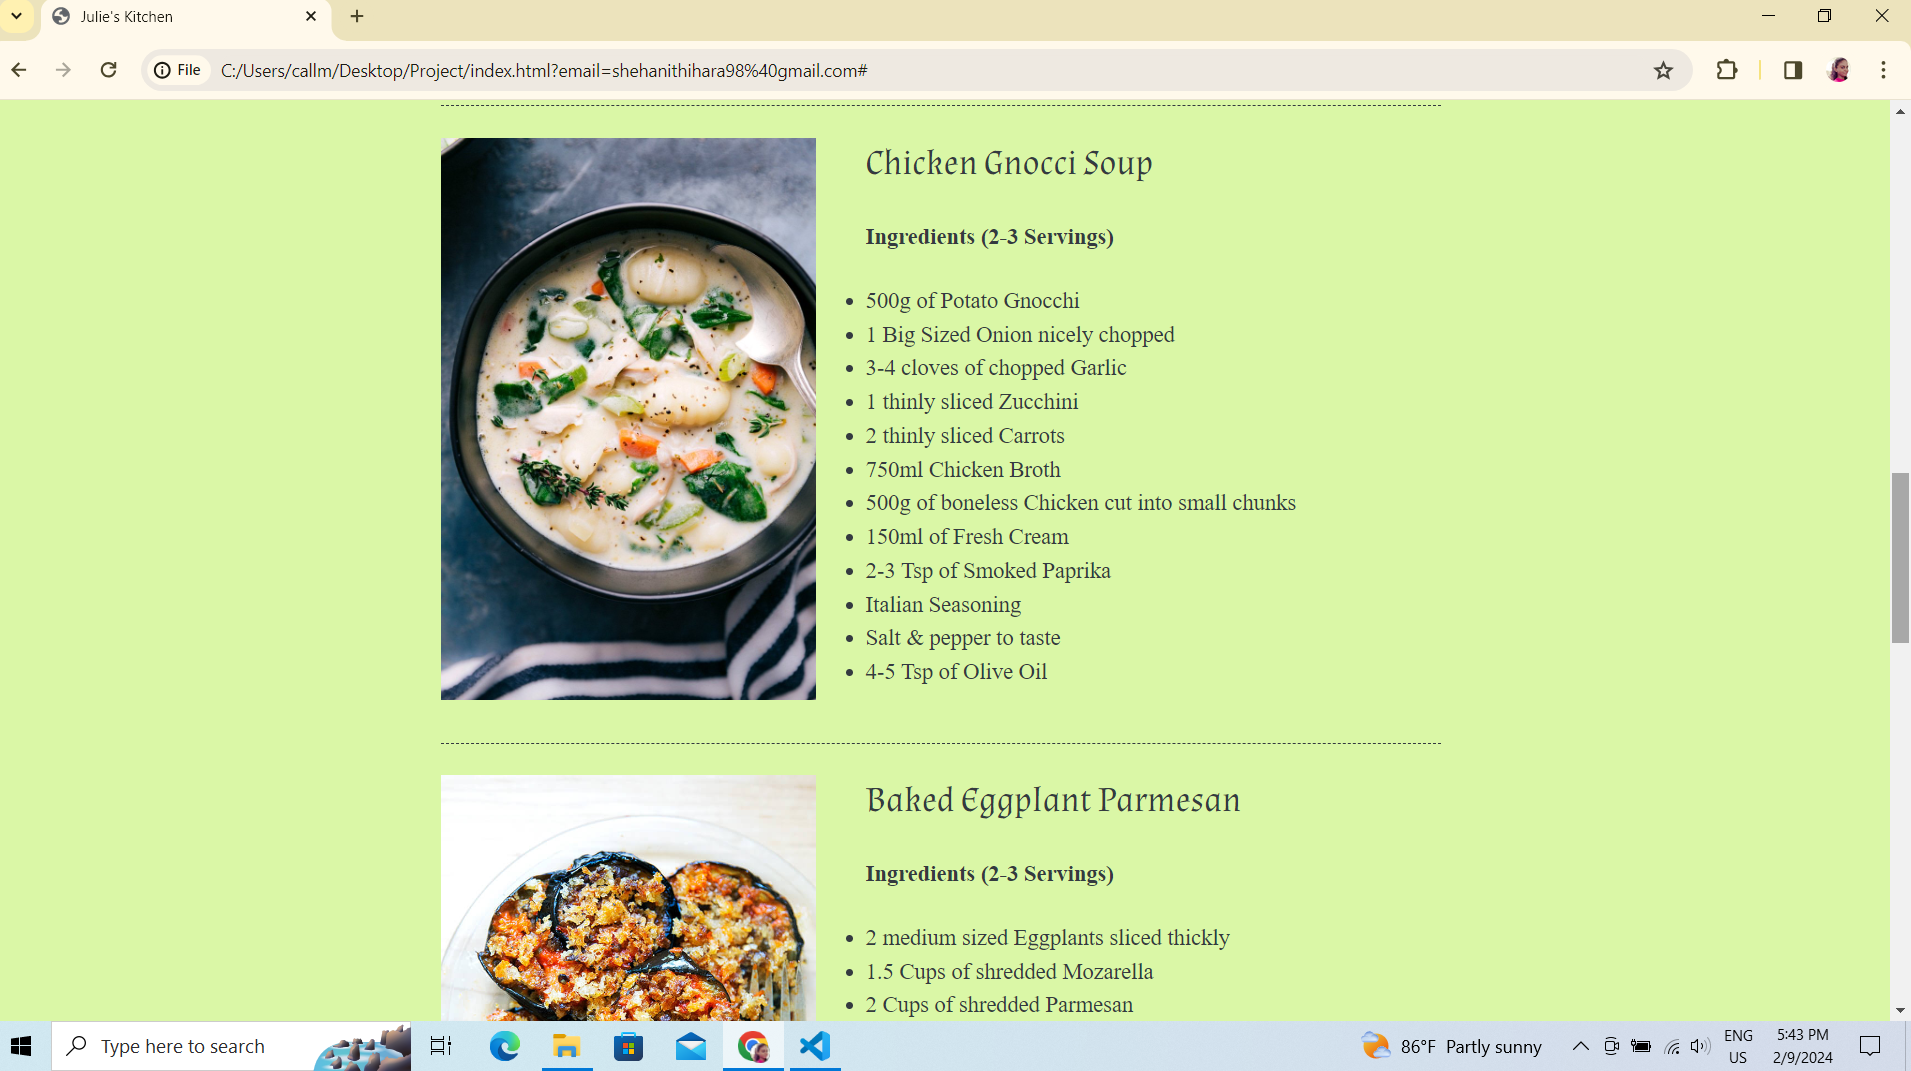 Julie's Kitchen
File
C:/Users/callm/Desktop/Project/index.html?email=shehanithihara98%40gmail.com#
Chicken Gnocci Soup
Ingredients (2-3 Servings)
• 500g of Potato Gnocchi
• 1 Big Sized Onion nicely chopped
• 3-4 cloves of chopped Garlic
• 1 thinly sliced Zucchini
• 2 thinly sliced Carrots
• 750ml Chicken Broth
• 500g of boneless Chicken cut into small chunks
• 150ml of Fresh Cream
• 2-3 Tsp of Smoked Paprika
• Italian Seasoning
• Salt & pepper to taste
• 4-5 Tsp of Olive Oil
Baked Eggplant Parmesan
Ingredients (2-3 Servings)
• 2 medium sized Eggplants sliced thickly
• 1.5 Cups of shredded Mozarella
• 2 Cups of shredded Parmesan
Type here to search
86°F Partly sunny
ENG
US
5:43 PM
2/9/2024